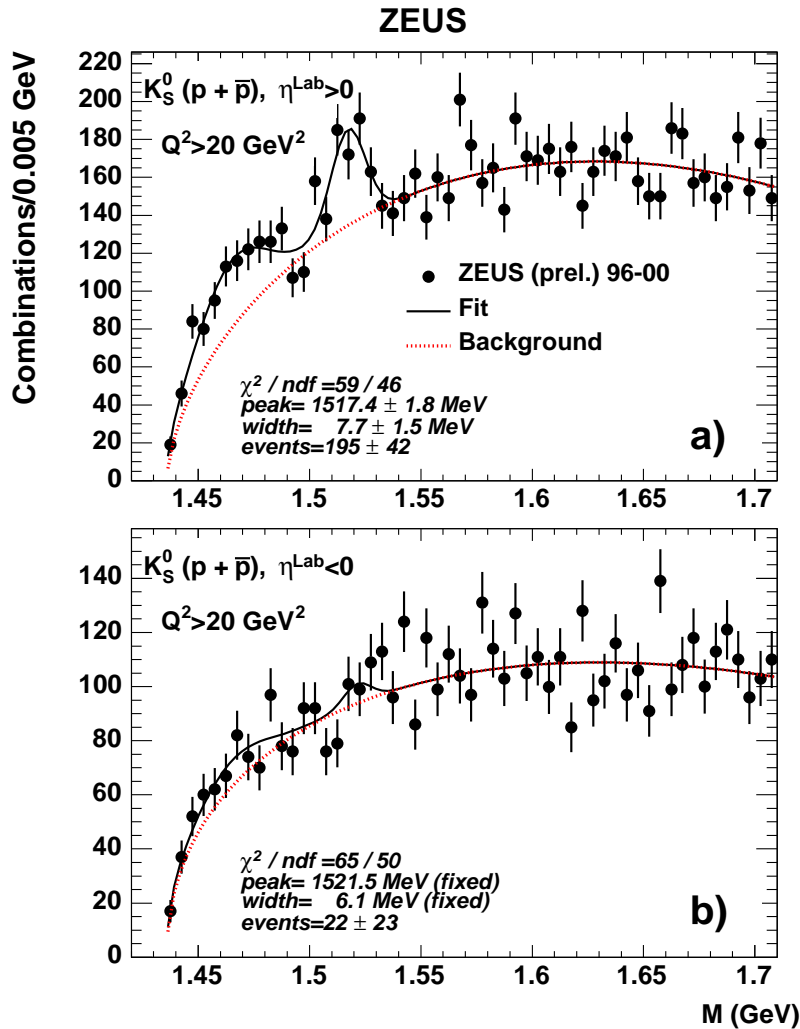 ZEUS
Combinations/0.005 GeV
220
200
180
160
140
120
100
80
60
40
20
0
K⁰_S (p + p̅), η^Lab>0
Q²>20 GeV²
ZEUS (prel.) 96-00
Fit
Background
χ² / ndf =59 / 46
peak= 1517.4 ± 1.8 MeV
width= 7.7 ± 1.5 MeV
events=195 ± 42
a)
1.45 1.5 1.55 1.6 1.65 1.7
140
120
100
80
60
40
20
0
K⁰_S (p + p̅), η^Lab<0
Q²>20 GeV²
χ² / ndf =65 / 50
peak= 1521.5 MeV (fixed)
width= 6.1 MeV (fixed)
events=22 ± 23
b)
1.45 1.5 1.55 1.6 1.65 1.7
M (GeV)